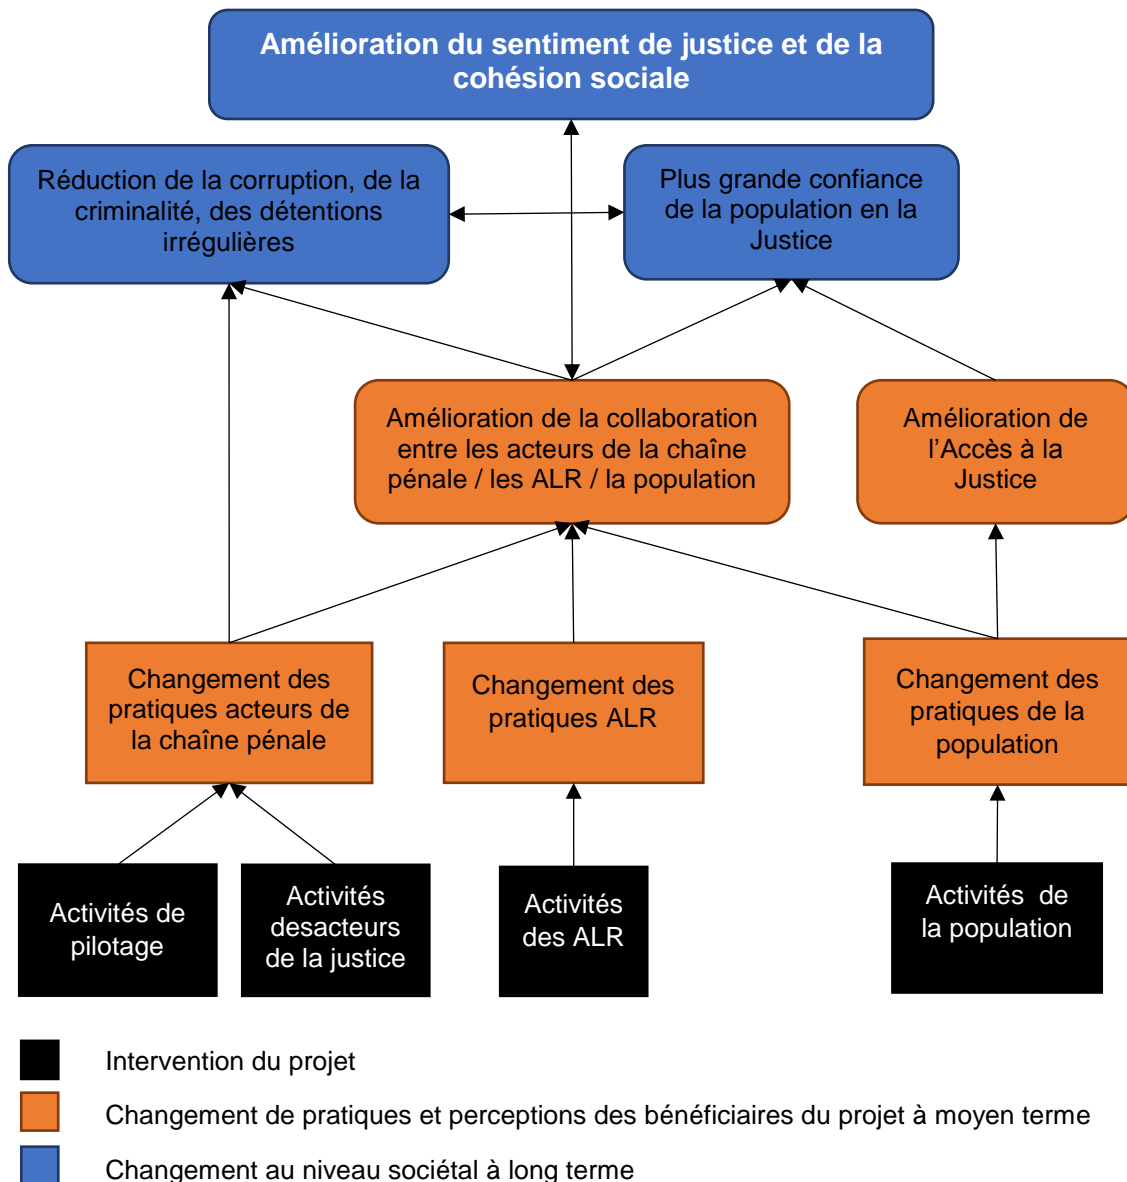 Amélioration du sentiment de justice et de la
cohésion sociale
Réduction de la corruption, de la
criminalité, des détentions
irrégulières
Plus grande confiance
de la population en la
Justice
Amélioration de la collaboration
entre les acteurs de la chaîne
pénale / les ALR / la population
Amélioration de
l'Accès à la
Justice
Changement des
pratiques acteurs de
la chaîne pénale
Changement des
pratiques ALR
Changement des
pratiques de la
population
Activités de
pilotage
Activités
desacteurs
de la justice
Activités
des ALR
Activités de
la population
Intervention du projet
Changement de pratiques et perceptions des bénéficiaires du projet à moyen terme
Changement au niveau sociétal à long terme